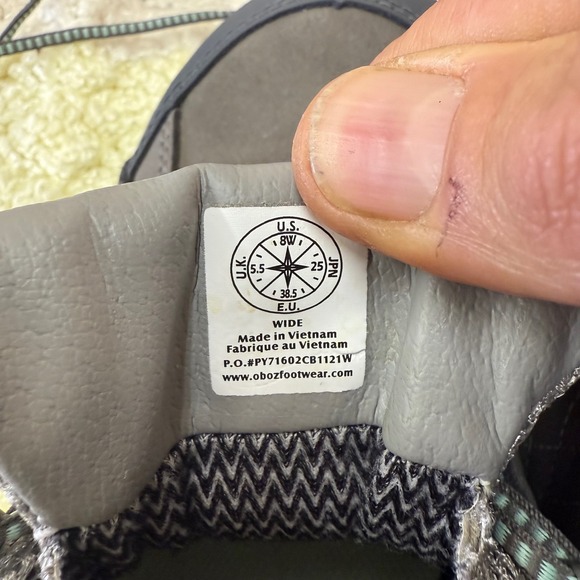 U.S.
8W
U.K. 5.5 25 JPN
38.5
E.U.
WIDE
Made in Vietnam
Fabrique au Vietnam
P.O.#PY71602CB1121W
www.obozfootwear.com